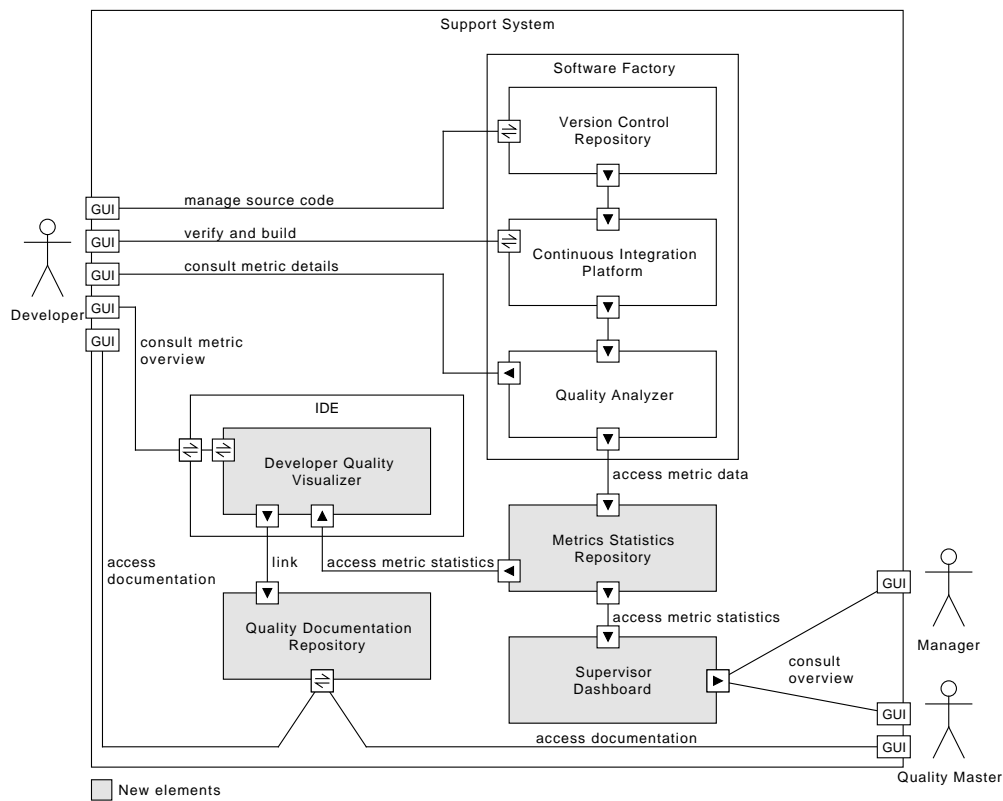 Support System
Software Factory
Version Control
Repository
GUI
manage source code
GUI
verify and build
GUI
consult metric details
Continuous Integration
Platform
GUI
Developer
GUI
consult metric
overview
Quality Analyzer
IDE
Developer Quality
Visualizer
access metric data
access
documentation
link
access metric statistics
Metrics Statistics
Repository
GUI
Manager
Quality Documentation
Repository
access metric statistics
Supervisor
Dashboard
consult
overview
GUI
access documentation
GUI
Quality Master
New elements